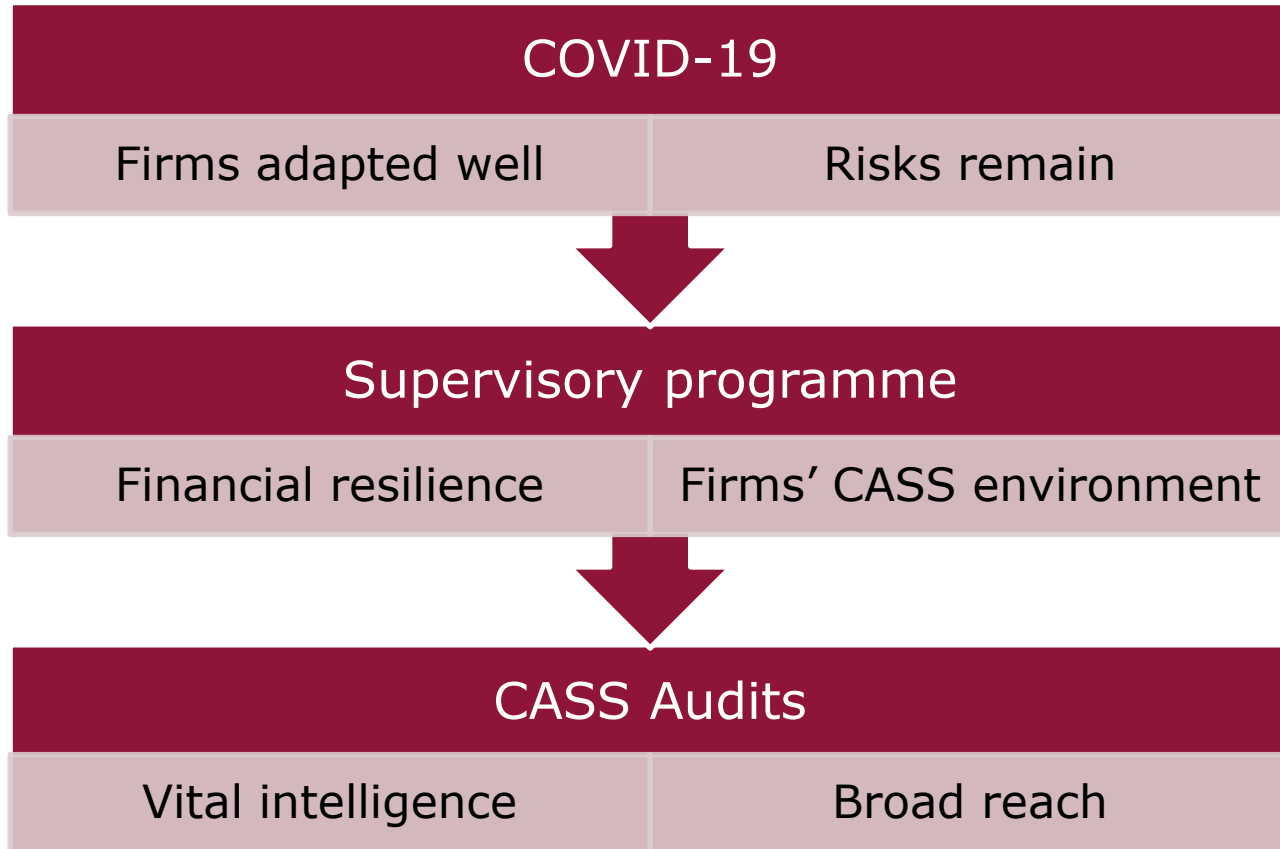 COVID-19
Firms adapted well
Risks remain
Supervisory programme
Financial resilience
Firms’ CASS environment
CASS Audits
Vital intelligence
Broad reach